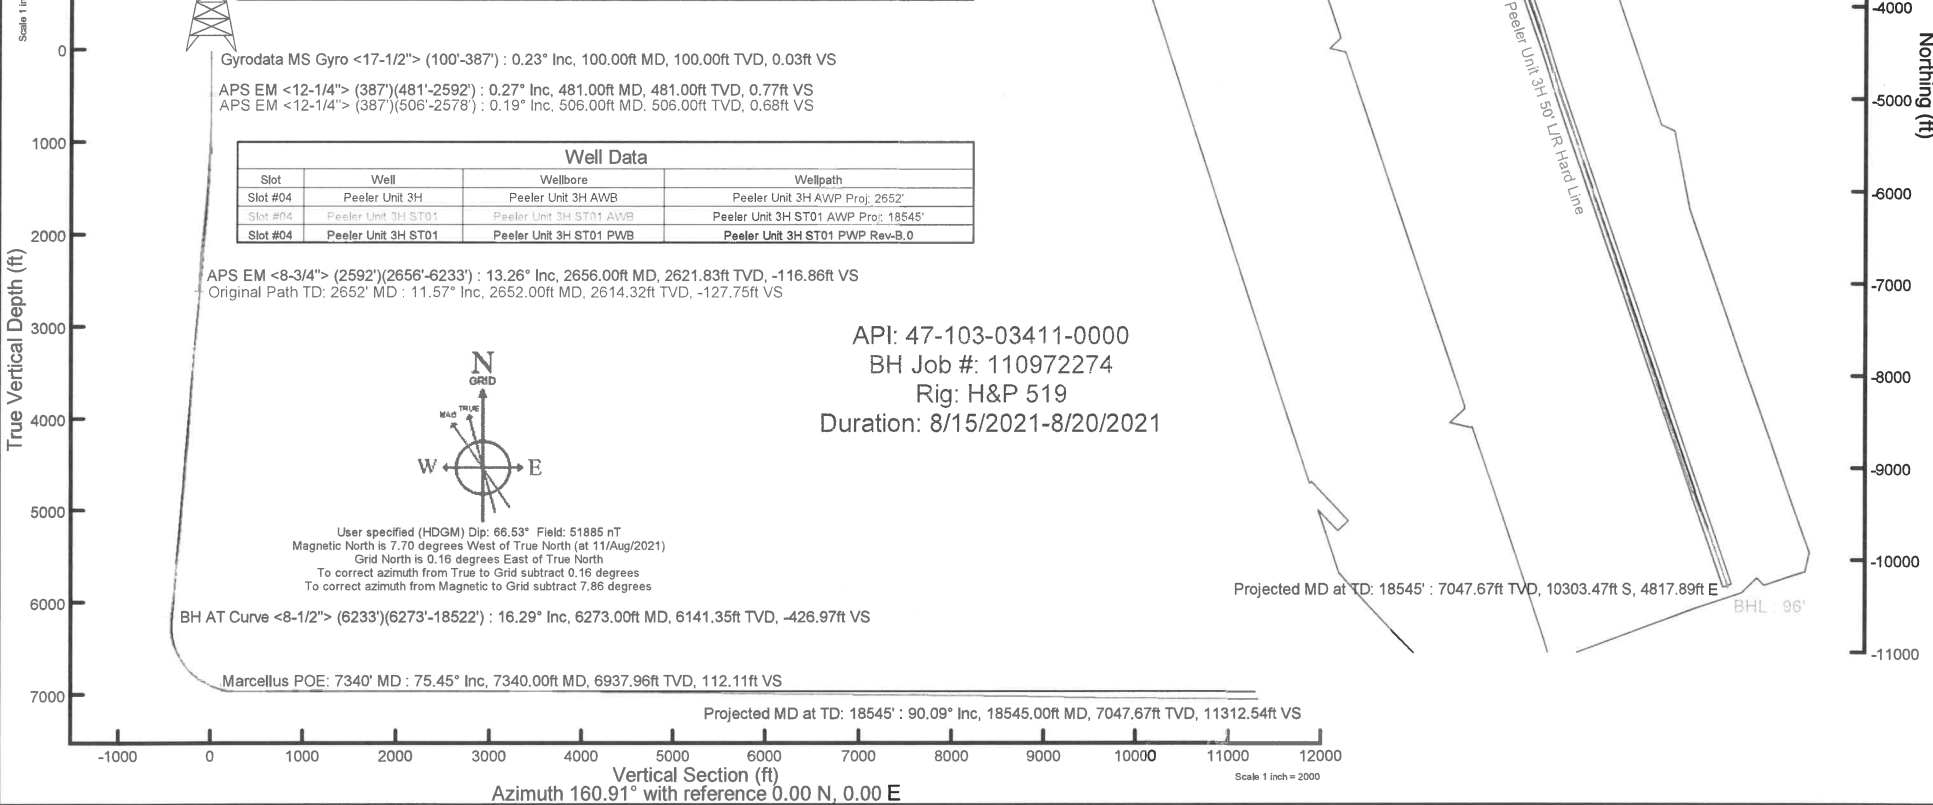 Gyrodata MS Gyro <17-1/2"> (100'-387') : 0.23° Inc, 100.00ft MD, 100.00ft TVD, 0.03ft VS
APS EM <12-1/4"> (387')(481'-2592') : 0.27° Inc, 481.00ft MD, 481.00ft TVD, 0.77ft VS
APS EM <12-1/4"> (387')(506'-2578') : 0.19° Inc, 506.00ft MD. 506.00ft TVD, 0.68ft VS
Well Data
Slot Well Wellbore Wellpath
Slot #04 Peeler Unit 3H Peeler Unit 3H AWB Peeler Unit 3H AWP Proj: 2652'
Slot #04 Peeler Unit 3H ST01 Peeler Unit 3H ST01 AWB Peeler Unit 3H ST01 AWP Proj: 18545'
Slot #04 Peeler Unit 3H ST01 Peeler Unit 3H ST01 PWB Peeler Unit 3H ST01 PWP Rev-B.0
APS EM <8-3/4"> (2592')(2656'-6233') : 13.26° Inc, 2656.00ft MD, 2621.83ft TVD, -116.86ft VS
Original Path TD: 2652' MD : 11.57° Inc, 2652.00ft MD, 2614.32ft TVD, -127.75ft VS
API: 47-103-03411-0000
BH Job #: 110972274
Rig: H&P 519
Duration: 8/15/2021-8/20/2021
N
GRID
MAG TRUE
W E
User specified (HDGM) Dip: 66.53° Field: 51885 nT
Magnetic North is 7.70 degrees West of True North (at 11/Aug/2021)
Grid North is 0.16 degrees East of True North
To correct azimuth from True to Grid subtract 0.16 degrees
To correct azimuth from Magnetic to Grid subtract 7.86 degrees
BH AT Curve <8-1/2"> (6233')(6273'-18522') : 16.29° Inc, 6273.00ft MD, 6141.35ft TVD, -426.97ft VS
Marcellus POE: 7340' MD : 75.45° Inc, 7340.00ft MD, 6937.96ft TVD, 112.11ft VS
Projected MD at TD: 18545' : 90.09° Inc, 18545.00ft MD, 7047.67ft TVD, 11312.54ft VS
Scale 1 in
True Vertical Depth (ft)
0
1000
2000
3000
4000
5000
6000
7000
-1000 0 1000 2000 3000 4000 5000 6000 7000 8000 9000 10000 11000 12000
Vertical Section (ft)
Scale 1 inch = 2000
Azimuth 160.91° with reference 0.00 N, 0.00 E
Peeler Unit 3H 50' L/R Hard Line
Projected MD at TD: 18545' : 7047.67ft TVD, 10303.47ft S, 4817.89ft E
BHL : 96'
-4000
-5000
-6000
-7000
-8000
-9000
-10000
-11000
Northing (ft)